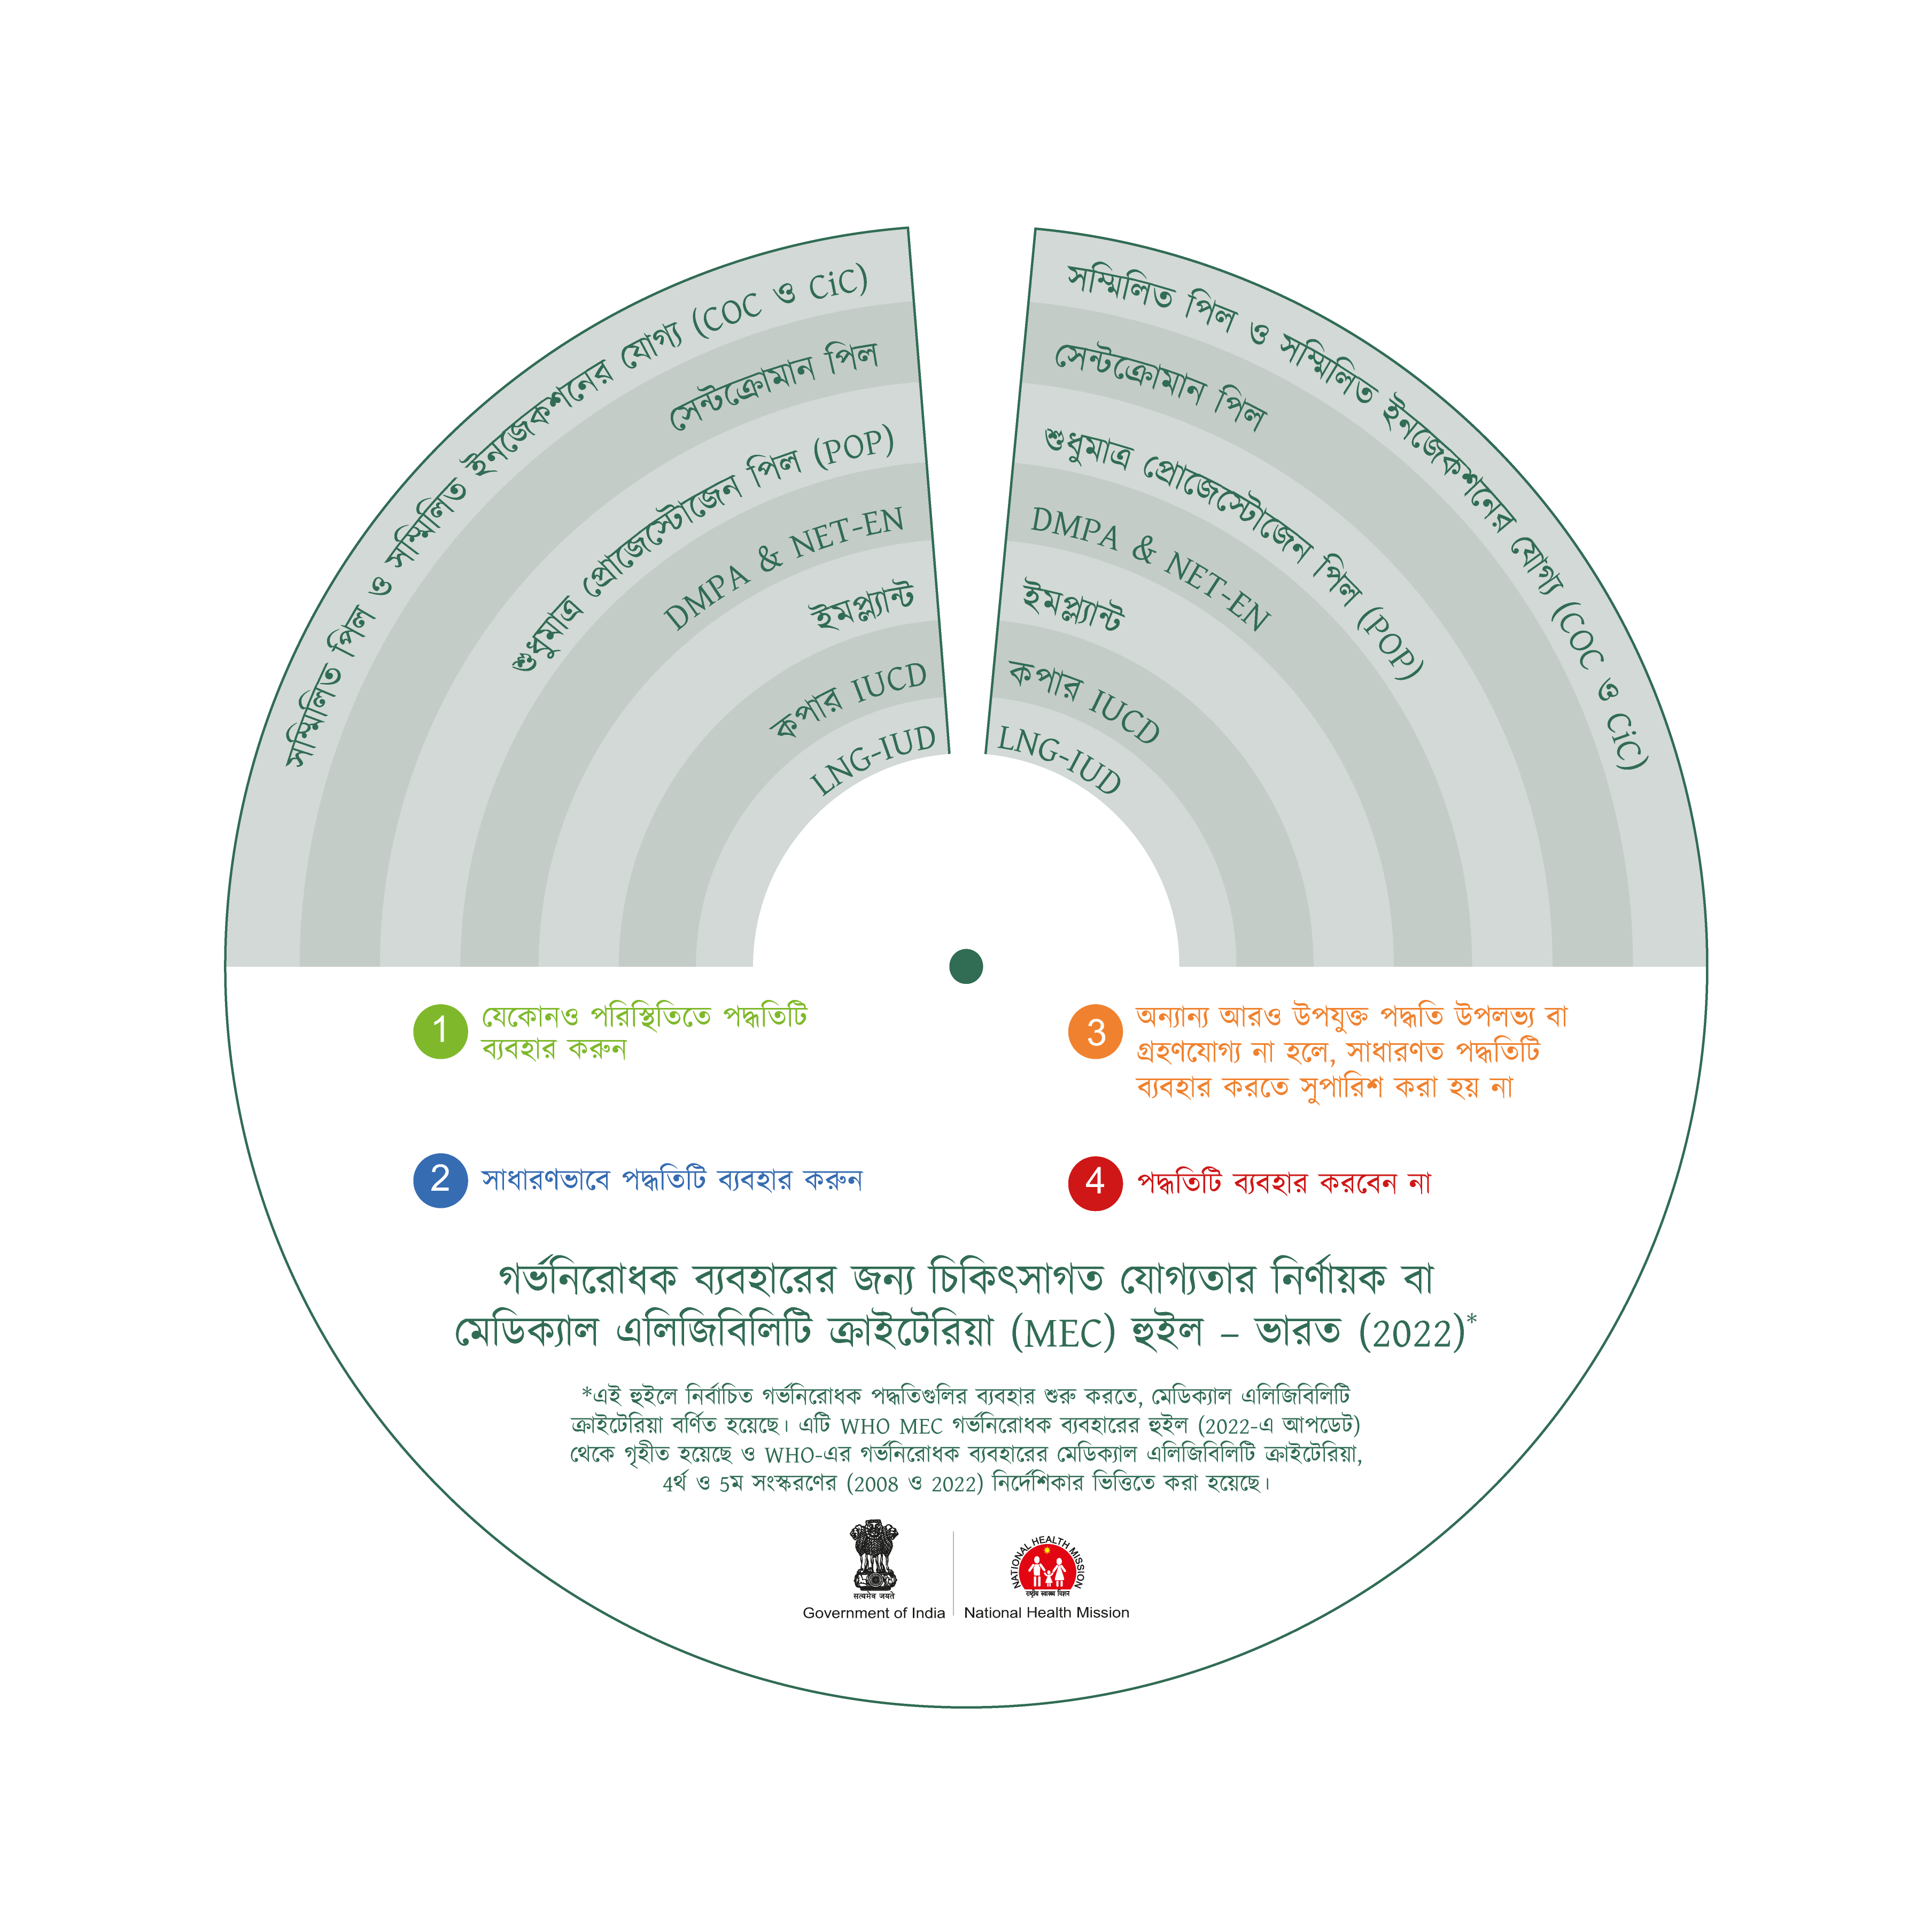 সম্মিলিত পিল ও সম্মিলিত ইনজেকশনের যোগ্য (COC ও CiC)
সেন্টক্রোমান পিল
শুধুমাত্র প্রোজেস্টোজেন পিল (POP)
DMPA & NET-EN
ইমপ্ল্যান্ট
কপার IUCD
LNG-IUD
সম্মিলিত পিল ও সম্মিলিত ইনজেকশনের যোগ্য (COC ও CiC)
সেন্টক্রোমান পিল
শুধুমাত্র প্রোজেস্টোজেন পিল (POP)
DMPA & NET-EN
ইমপ্ল্যান্ট
কপার IUCD
LNG-IUD
1 যেকোনও পরিস্থিতিতে পদ্ধতিটি
ব্যবহার করুন
2 সাধারণভাবে পদ্ধতিটি ব্যবহার করুন
3 অন্যান্য আরও উপযুক্ত পদ্ধতি উপলভ্য বা
গ্রহণযোগ্য না হলে, সাধারণত পদ্ধতিটি
ব্যবহার করতে সুপারিশ করা হয় না
4 পদ্ধতিটি ব্যবহার করবেন না
গর্ভনিরোধক ব্যবহারের জন্য চিকিৎসাগত যোগ্যতার নির্ণায়ক বা
মেডিক্যাল এলিজিবিলিটি ক্রাইটেরিয়া (MEC) হুইল – ভারত (2022)*
*এই হুইলে নির্বাচিত গর্ভনিরোধক পদ্ধতিগুলির ব্যবহার শুরু করতে, মেডিক্যাল এলিজিবিলিটি
ক্রাইটেরিয়া বর্ণিত হয়েছে। এটি WHO MEC গর্ভনিরোধক ব্যবহারের হুইল (2022-এ আপডেট)
থেকে গৃহীত হয়েছে ও WHO-এর গর্ভনিরোধক ব্যবহারের মেডিক্যাল এলিজিবিলিটি ক্রাইটেরিয়া,
4র্থ ও 5ম সংস্করণের (2008 ও 2022) নির্দেশিকার ভিত্তিতে করা হয়েছে।
सत्यमेव जयते
Government of India
NATIONAL HEALTH MISSION
राष्ट्रीय स्वास्थ्य मिशन
National Health Mission